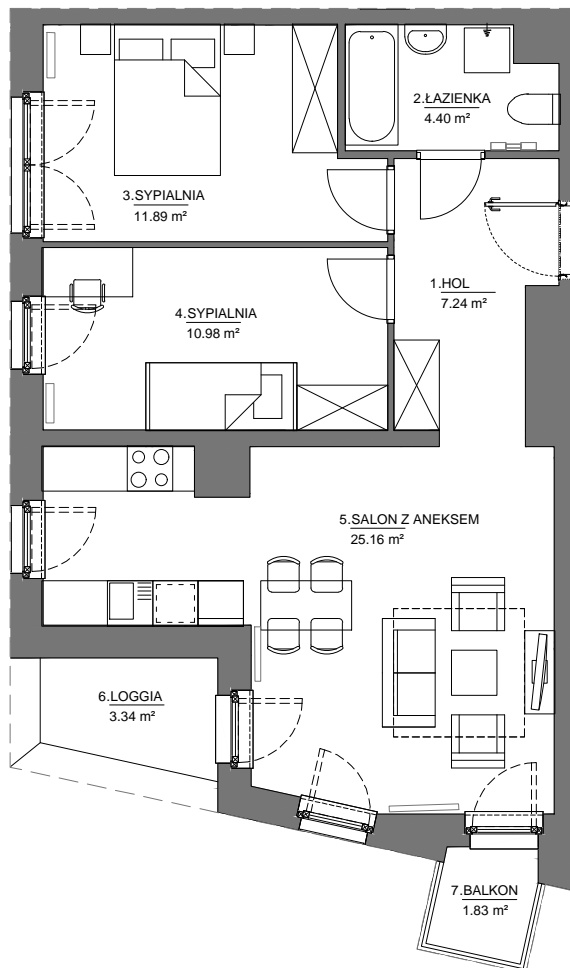 2.ŁAZIENKA
4.40 m²
3.SYPIALNIA
11.89 m²
1.HOL
7.24 m²
4.SYPIALNIA
10.98 m²
5.SALON Z ANEKSEM
25.16 m²
6.LOGGIA
3.34 m²
7.BALKON
1.83 m²